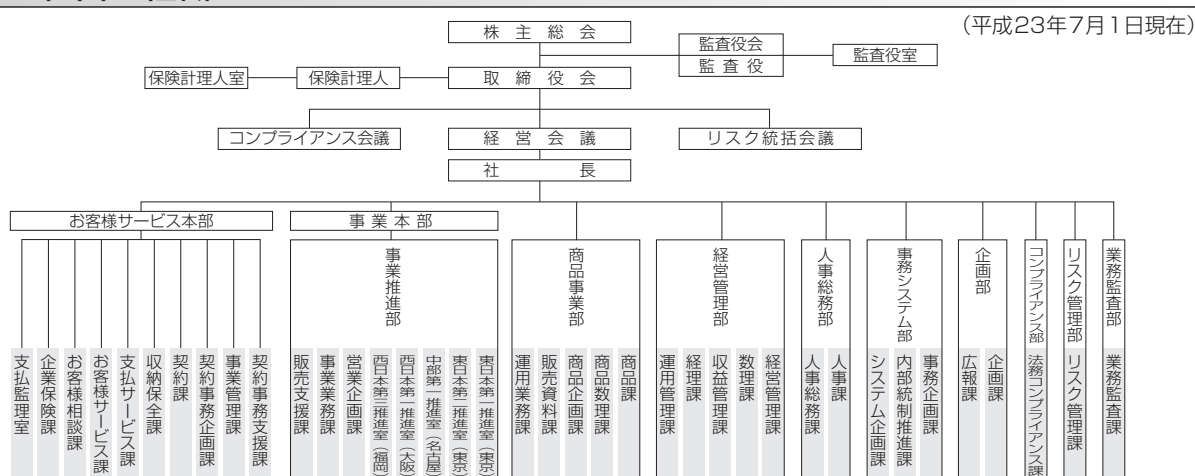 (平成23年7月1日現在)
株主総会
監査役会
監査役
監査役室
保険計理人室
保険計理人
取締役会
コンプライアンス会議
経営会議
リスク統括会議
社長
お客様サービス本部
事業本部
事業推進部
商品事業部
経営管理部
人事総務部
事務システム部
企画部
コンプライアンス部
リスク管理部
業務監査部
支払監理室
企業保険課
お客様相談課
お客様サービス課
支払サービス課
収納保全課
契約課
契約事務企画課
事業管理課
契約事務支援課
販売支援課
事業業務課
営業企画課
西日本第二推進室(福岡)
西日本第一推進室(大阪)
中部第一推進室(名古屋)
東日本第二推進室(東京)
東日本第一推進室(東京)
運用業務課
販売資料課
商品企画課
商品数理課
商品課
運用管理課
経理課
収益管理課
数理課
経営管理課
人事総務課
人事課
システム企画課
内部統制推進課
事務企画課
広報課
企画課
法務コンプライアンス課
リスク管理課
業務監査課